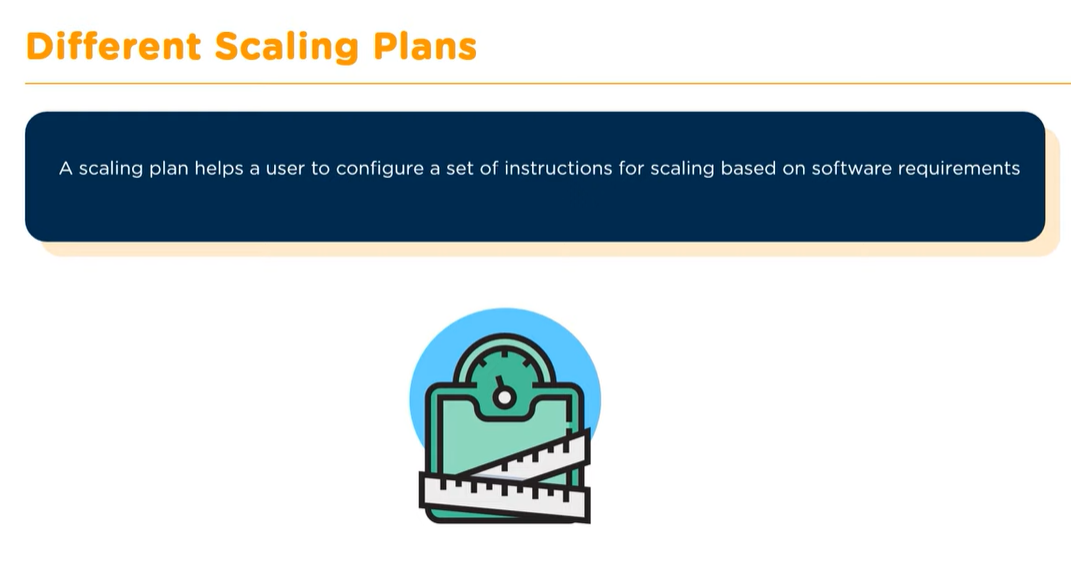 Different Scaling Plans
A scaling plan helps a user to configure a set of instructions for scaling based on software requirements